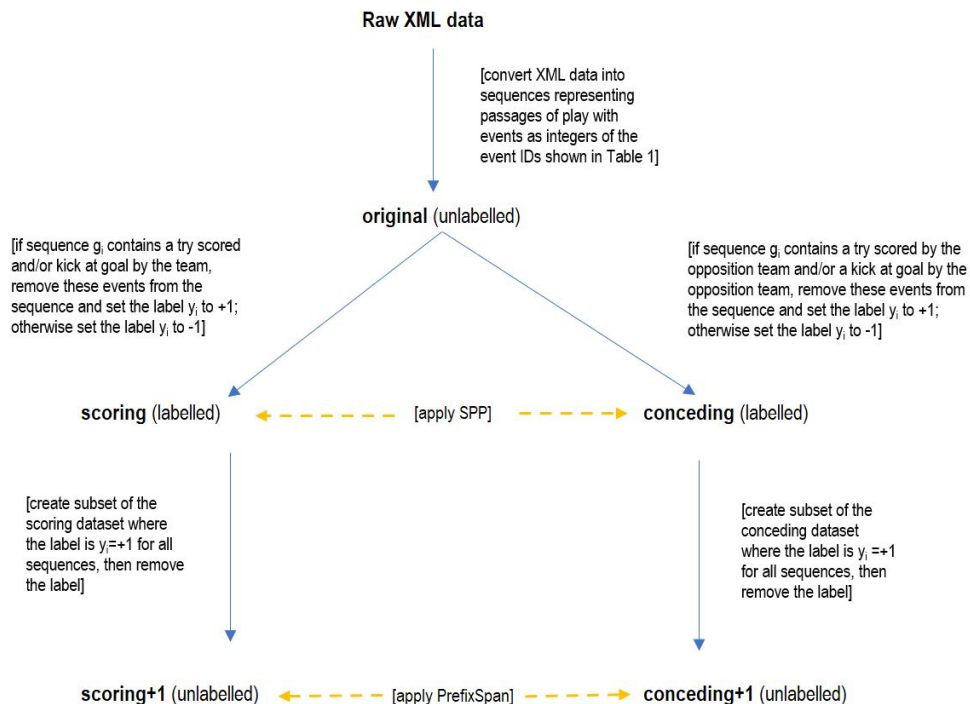 Raw XML data
[convert XML data into
sequences representing
passages of play with
events as integers of the
event IDs shown in Table 1]
original (unlabelled)
[if sequence gi contains a try scored
and/or kick at goal by the team,
remove these events from the
sequence and set the label yi to +1;
otherwise set the label yi to -1]
[if sequence gi contains a try scored by the
opposition team and/or a kick at goal by the
opposition team, remove these events from
the sequence and set the label yi to +1;
otherwise set the label yi to -1]
scoring (labelled)
[apply SPP]
conceding (labelled)
[create subset of the
scoring dataset where
the label is yi=+1 for all
sequences, then remove
the label]
[create subset of the
conceding dataset
where the label is yi =+1
for all sequences, then
remove the label]
scoring+1 (unlabelled)
[apply PrefixSpan]
conceding+1 (unlabelled)